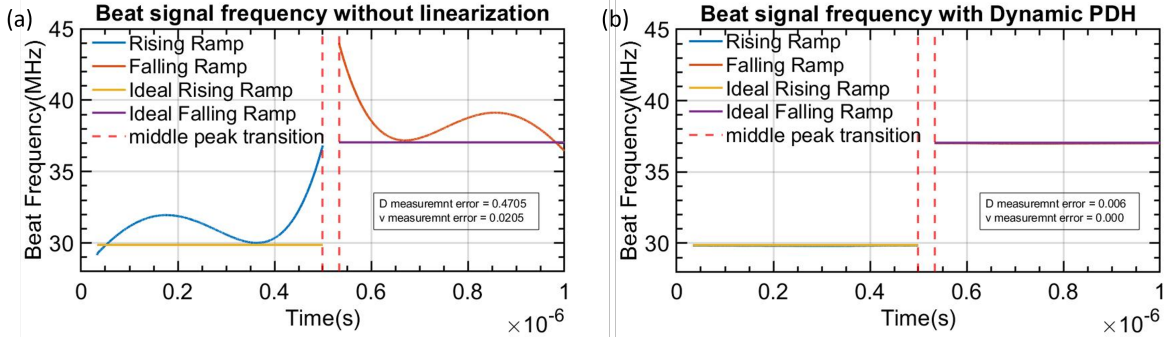 (a)
Beat signal frequency without linearization
45
40
35
30
Beat Frequency(MHz)
Rising Ramp
Falling Ramp
Ideal Rising Ramp
Ideal Falling Ramp
middle peak transition
D measuremnt error = 0.4705
v measuremnt error = 0.0205
0 0.2 0.4 0.6 0.8 1
Time(s)
×10⁻⁶
(b)
Beat signal frequency with Dynamic PDH
45
40
35
30
Beat Frequency(MHz)
Rising Ramp
Falling Ramp
Ideal Rising Ramp
Ideal Falling Ramp
middle peak transition
D measuremnt error = 0.006
v measuremnt error = 0.000
0 0.2 0.4 0.6 0.8 1
Time(s)
×10⁻⁶